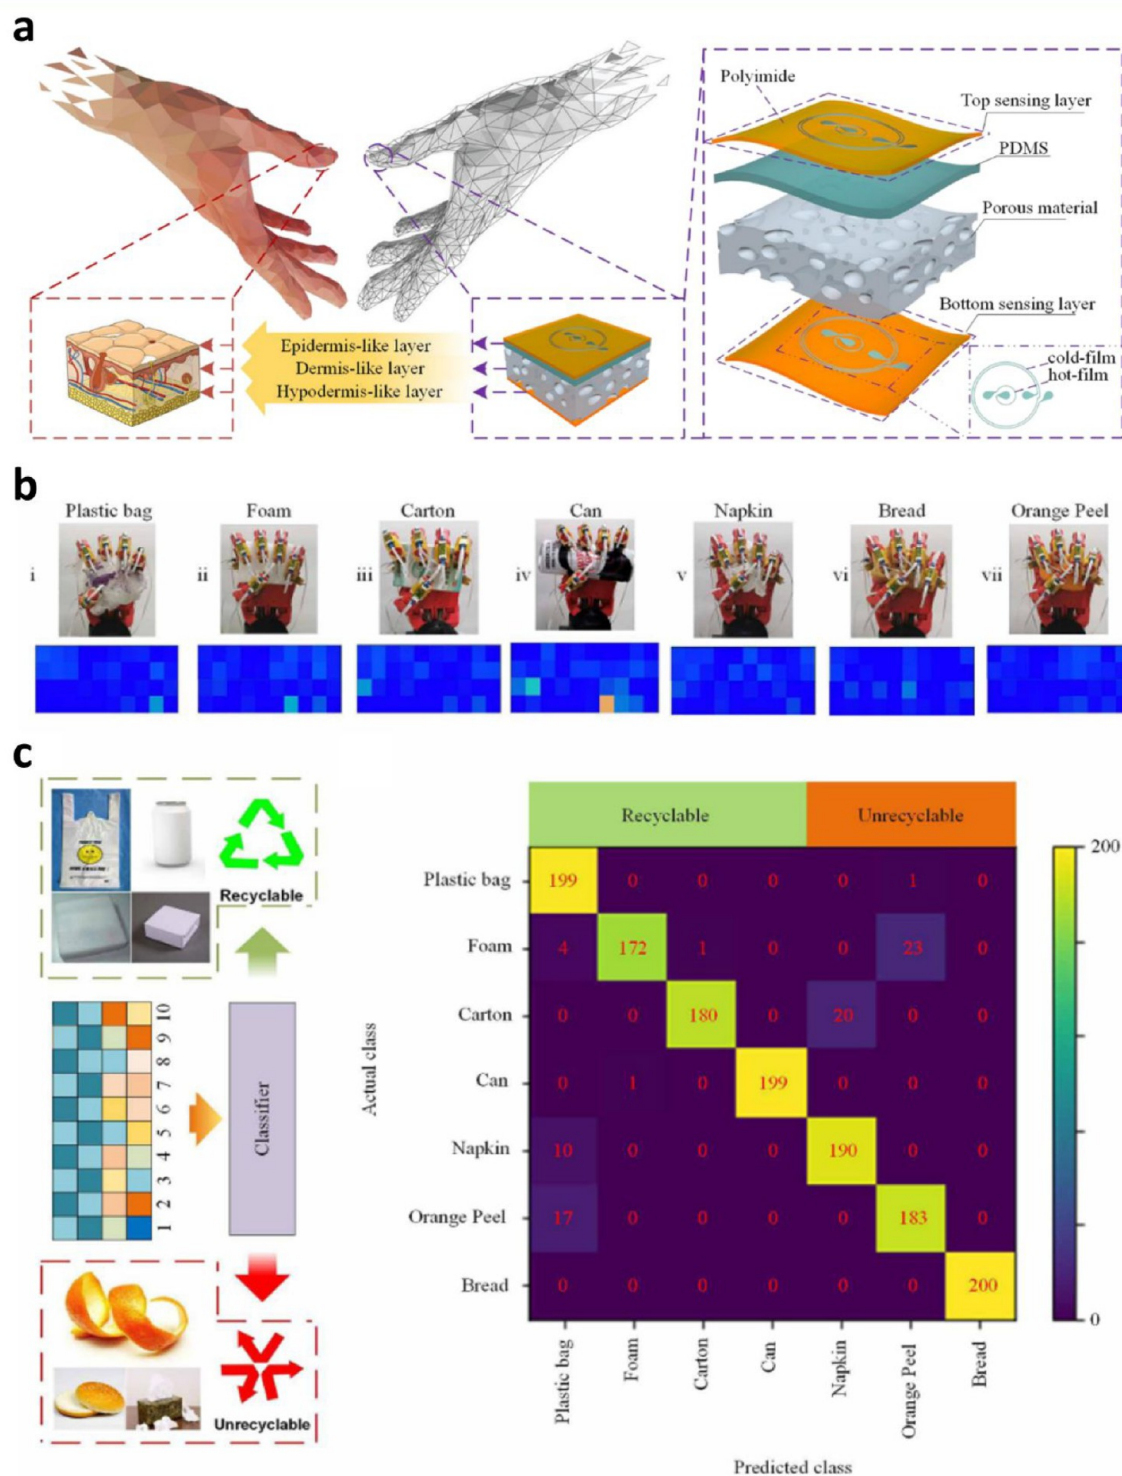 a
Polyimide
Top sensing layer
PDMS
Porous material
Bottom sensing layer
cold-film
hot-film
Epidermis-like layer
Dermis-like layer
Hypodermis-like layer
b
Plastic bag
Foam
Carton
Can
Napkin
Bread
Orange Peel
i
ii
iii
iv
v
vi
vii
c
Recyclable
10
9
8
7
6
5
4
3
2
1
Classifier
Unrecyclable
Recyclable
Unrecyclable
Actual class
Plastic bag 199 0 0 0 0 1 0
Foam 4 172 1 0 0 23 0
Carton 0 0 180 0 20 0 0
Can 0 1 0 199 0 0 0
Napkin 10 0 0 0 190 0 0
Orange Peel 17 0 0 0 0 183 0
Bread 0 0 0 0 0 0 200
Plastic bag
Foam
Carton
Can
Napkin
Orange Peel
Bread
Predicted class
200
0